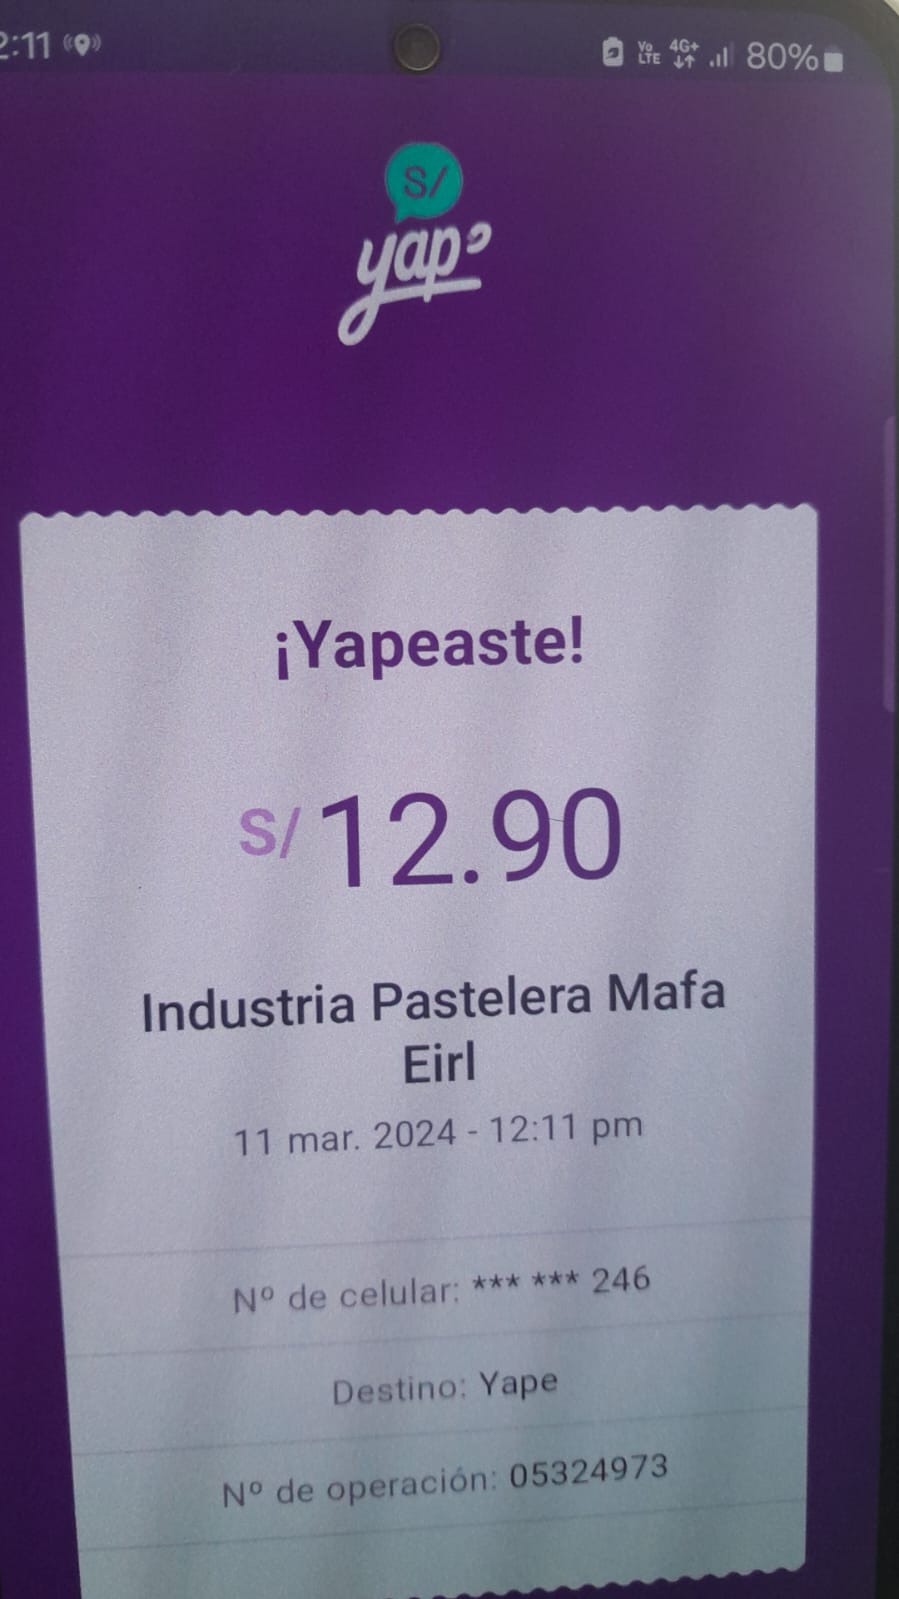 2:11
Vo LTE 4G+ 80%
S/
yape
¡Yapeaste!
S/ 12.90
Industria Pastelera Mafa
Eirl
11 mar. 2024 - 12:11 pm
Nº de celular: *** *** 246
Destino: Yape
Nº de operación: 05324973